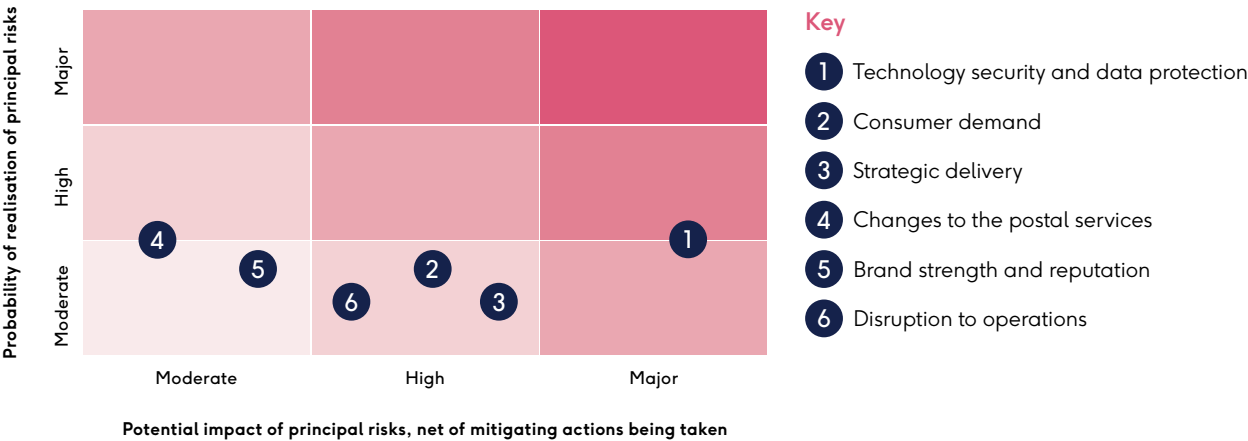 Probability of realisation of principal risks
Major
High
Moderate
4
5
6
2
3
1
Moderate
High
Major
Potential impact of principal risks, net of mitigating actions being taken
Key
1 Technology security and data protection
2 Consumer demand
3 Strategic delivery
4 Changes to the postal services
5 Brand strength and reputation
6 Disruption to operations